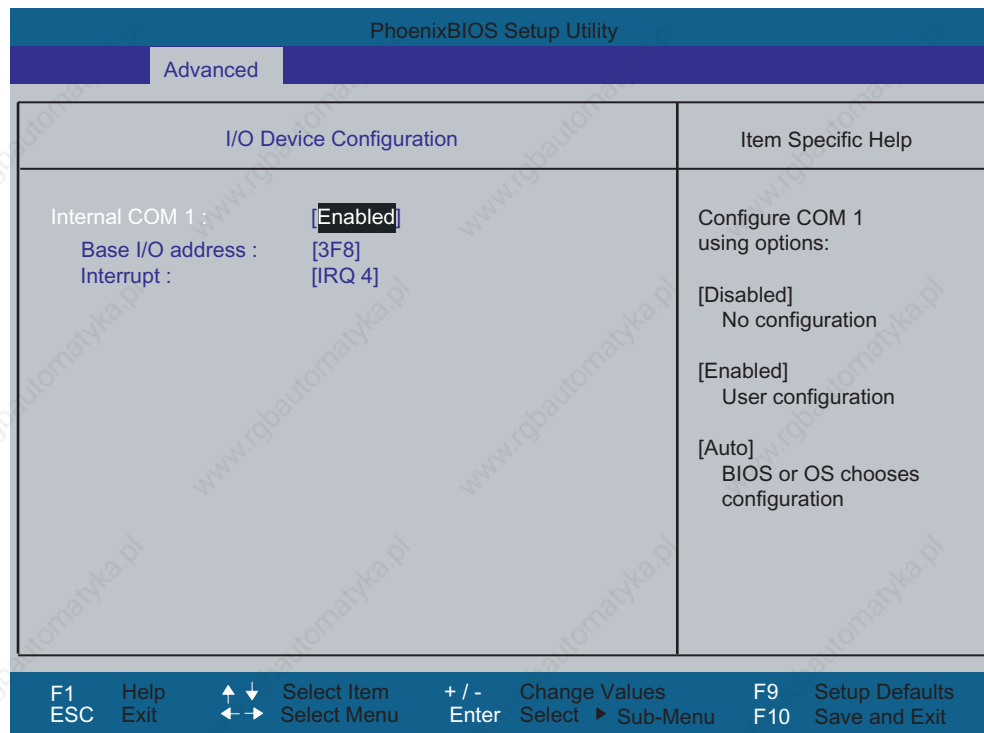 PhoenixBIOS Setup Utility
Advanced
I/O Device Configuration
Item Specific Help
Internal COM 1 : [Enabled]
Base I/O address : [3F8]
Interrupt : [IRQ 4]
Configure COM 1
using options:
[Disabled]
No configuration
[Enabled]
User configuration
[Auto]
BIOS or OS chooses
configuration
F1 Help Select Item + / - Change Values F9 Setup Defaults
ESC Exit Select Menu Enter Select Sub-Menu F10 Save and Exit
www.rgbautomatyka.pl